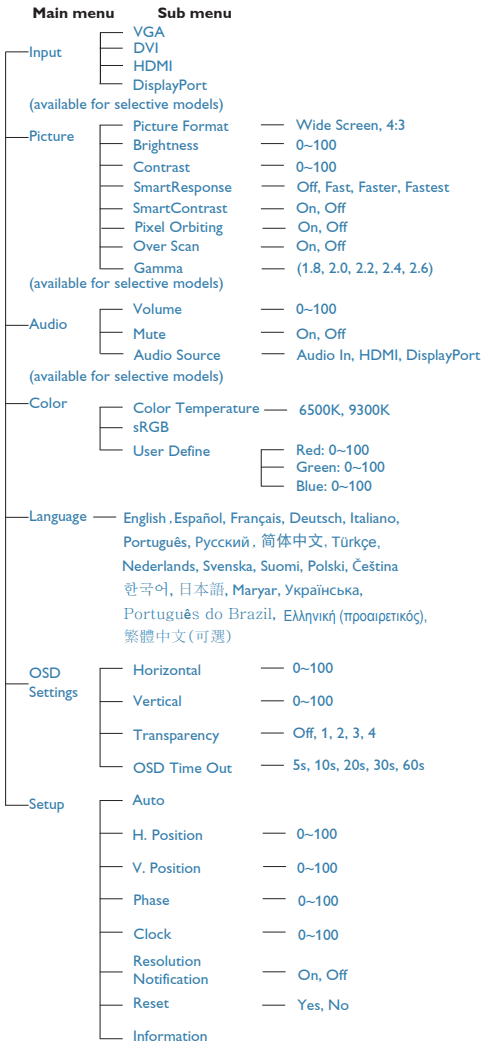 Main menu Sub menu
Input VGA
DVI
HDMI
DisplayPort
(available for selective models)
Picture Picture Format Wide Screen, 4:3
Brightness 0~100
Contrast 0~100
SmartResponse Off, Fast, Faster, Fastest
SmartContrast On, Off
Pixel Orbiting On, Off
Over Scan On, Off
Gamma (1.8, 2.0, 2.2, 2.4, 2.6)
(available for selective models)
Audio Volume 0~100
Mute On, Off
Audio Source Audio In, HDMI, DisplayPort
(available for selective models)
Color Color Temperature 6500K, 9300K
sRGB
User Define Red: 0~100
Green: 0~100
Blue: 0~100
Language English , Español, Français, Deutsch, Italiano,
Português, Русский , 简体中文, Türkçe,
Nederlands, Svenska, Suomi, Polski, Čeština
한국어, 日本語, Maryar, Українська,
Português do Brazil, Ελληνική (προαιρετικός),
繁體中文(可選)
OSD Settings Horizontal 0~100
Vertical 0~100
Transparency Off, 1, 2, 3, 4
OSD Time Out 5s, 10s, 20s, 30s, 60s
Setup Auto
H. Position 0~100
V. Position 0~100
Phase 0~100
Clock 0~100
Resolution
Notification On, Off
Reset Yes, No
Information